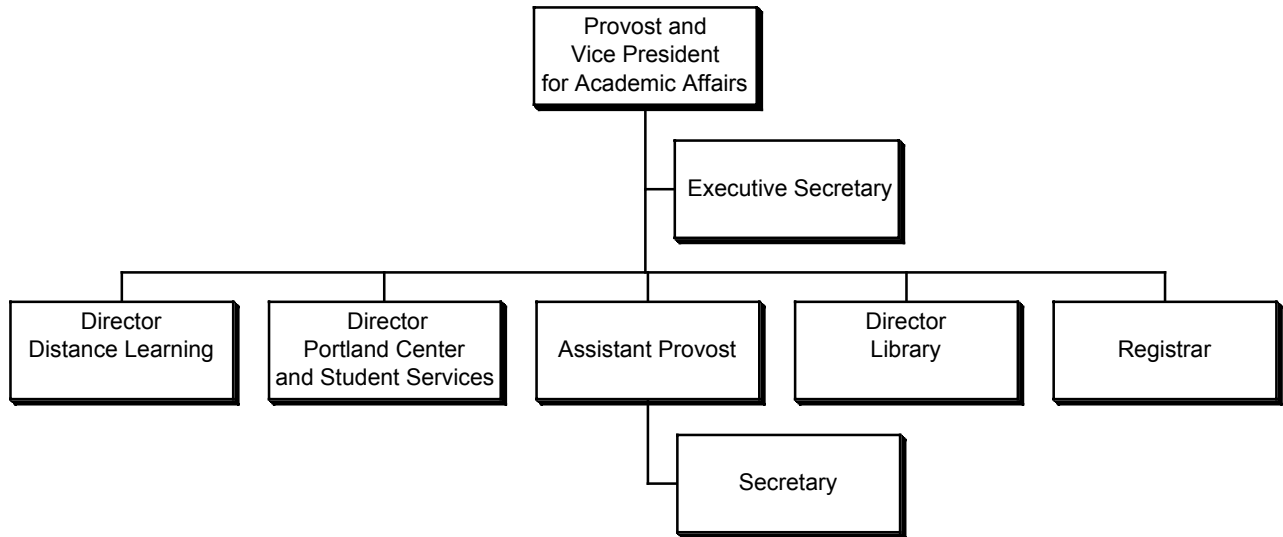 Provost and
Vice President
for Academic Affairs
Executive Secretary
Director
Distance Learning
Director
Portland Center
and Student Services
Assistant Provost
Director
Library
Registrar
Secretary